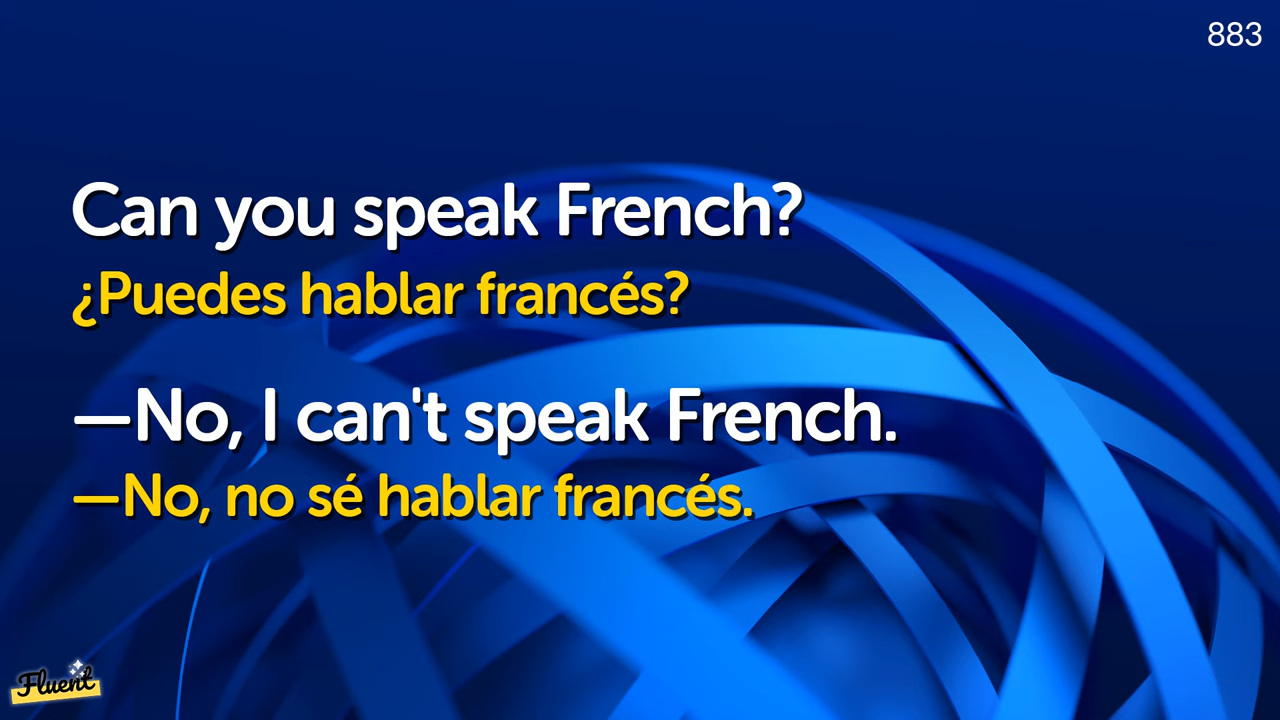 883
Can you speak French?
¿Puedes hablar francés?
—No, I can't speak French.
—No, no sé hablar francés.
Fluent